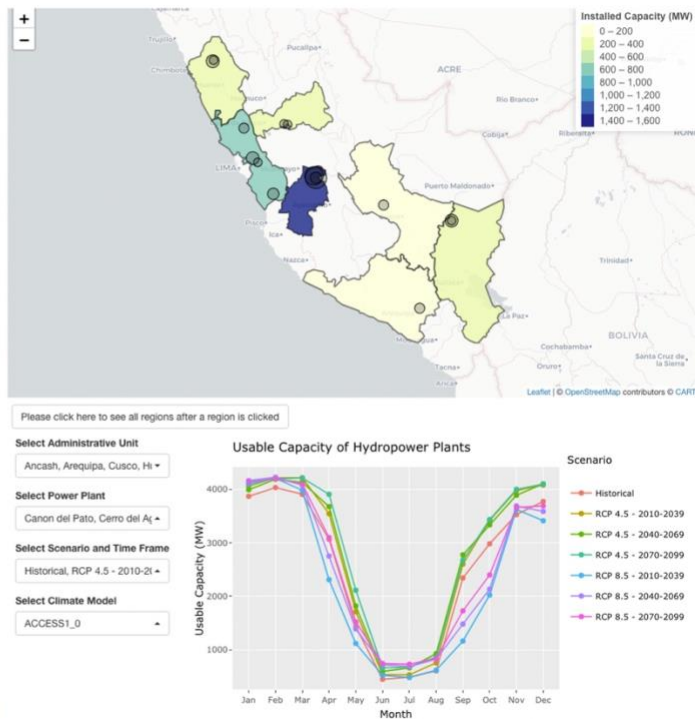 +
−
Trujillo
Chimbote
Pucallpa
ACRE
Rio Branco
Cobija
Riberalta
LIMA
Puerto Maldonado
Pisco
Ica
Nazca
Trinidad
La Paz
BOLIVIA
Cochabamba
Oruro
Santa Cruz
de la Sierra
Tacna
Arica
Installed Capacity (MW)
0 – 200
200 – 400
400 – 600
600 – 800
800 – 1,000
1,000 – 1,200
1,200 – 1,400
1,400 – 1,600
Leaflet | © OpenStreetMap contributors © CART
Please click here to see all regions after a region is clicked
Select Administrative Unit
Ancash, Arequipa, Cusco,
Select Power Plant
Canon del Pato, Cerro del
Select Scenario and Time Frame
Historical, RCP 4.5 - 2010-20
Select Climate Model
ACCESS1_0
Usable Capacity of Hydropower Plants
Usable Capacity (MW)
4000
3000
2000
1000
Jan Feb Mar Apr May Jun Jul Aug Sep Oct Nov Dec
Month
Scenario
Historical
RCP 4.5 - 2010-2039
RCP 4.5 - 2040-2069
RCP 4.5 - 2070-2099
RCP 8.5 - 2010-2039
RCP 8.5 - 2040-2069
RCP 8.5 - 2070-2099